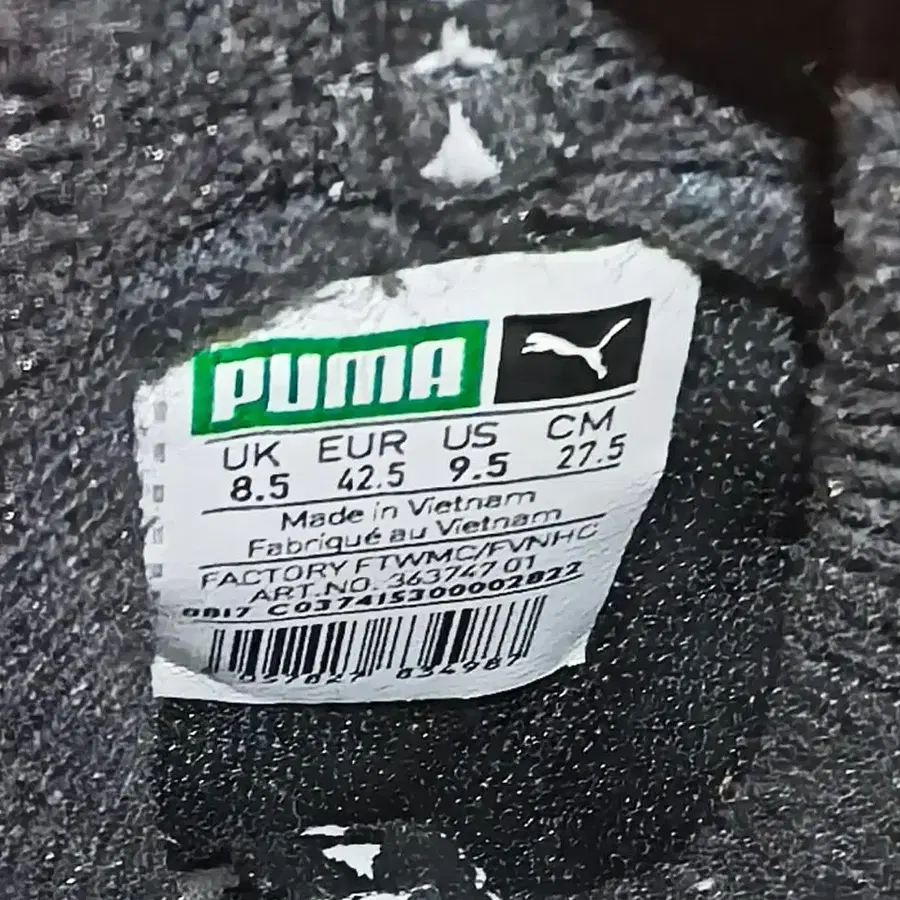 PUMA
UK EUR US CM
8.5 42.5 9.5 27.5
Made in Vietnam
Fabriqué au Vietnam
FACTORY FTWMC/FVNHC
ART.NO. 363747 01
0817 C037415300002822